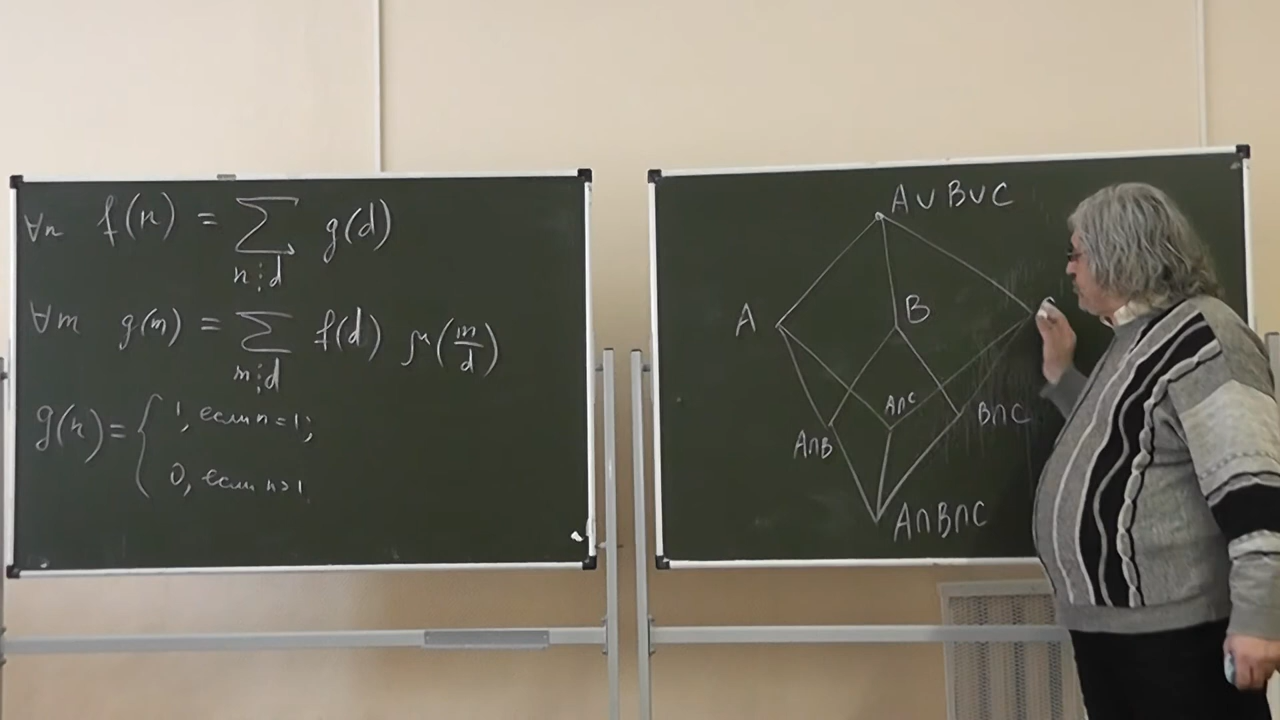 ∀n f(n) = ∑ g(d)
n⋮d
∀m g(m) = ∑ f(d) μ(m/d)
m⋮d
g(n) = { 1, если n = 1;
0, если n > 1
A ∪ B ∪ C
A
B
A∩C
B∩C
A∩B
A∩B∩C